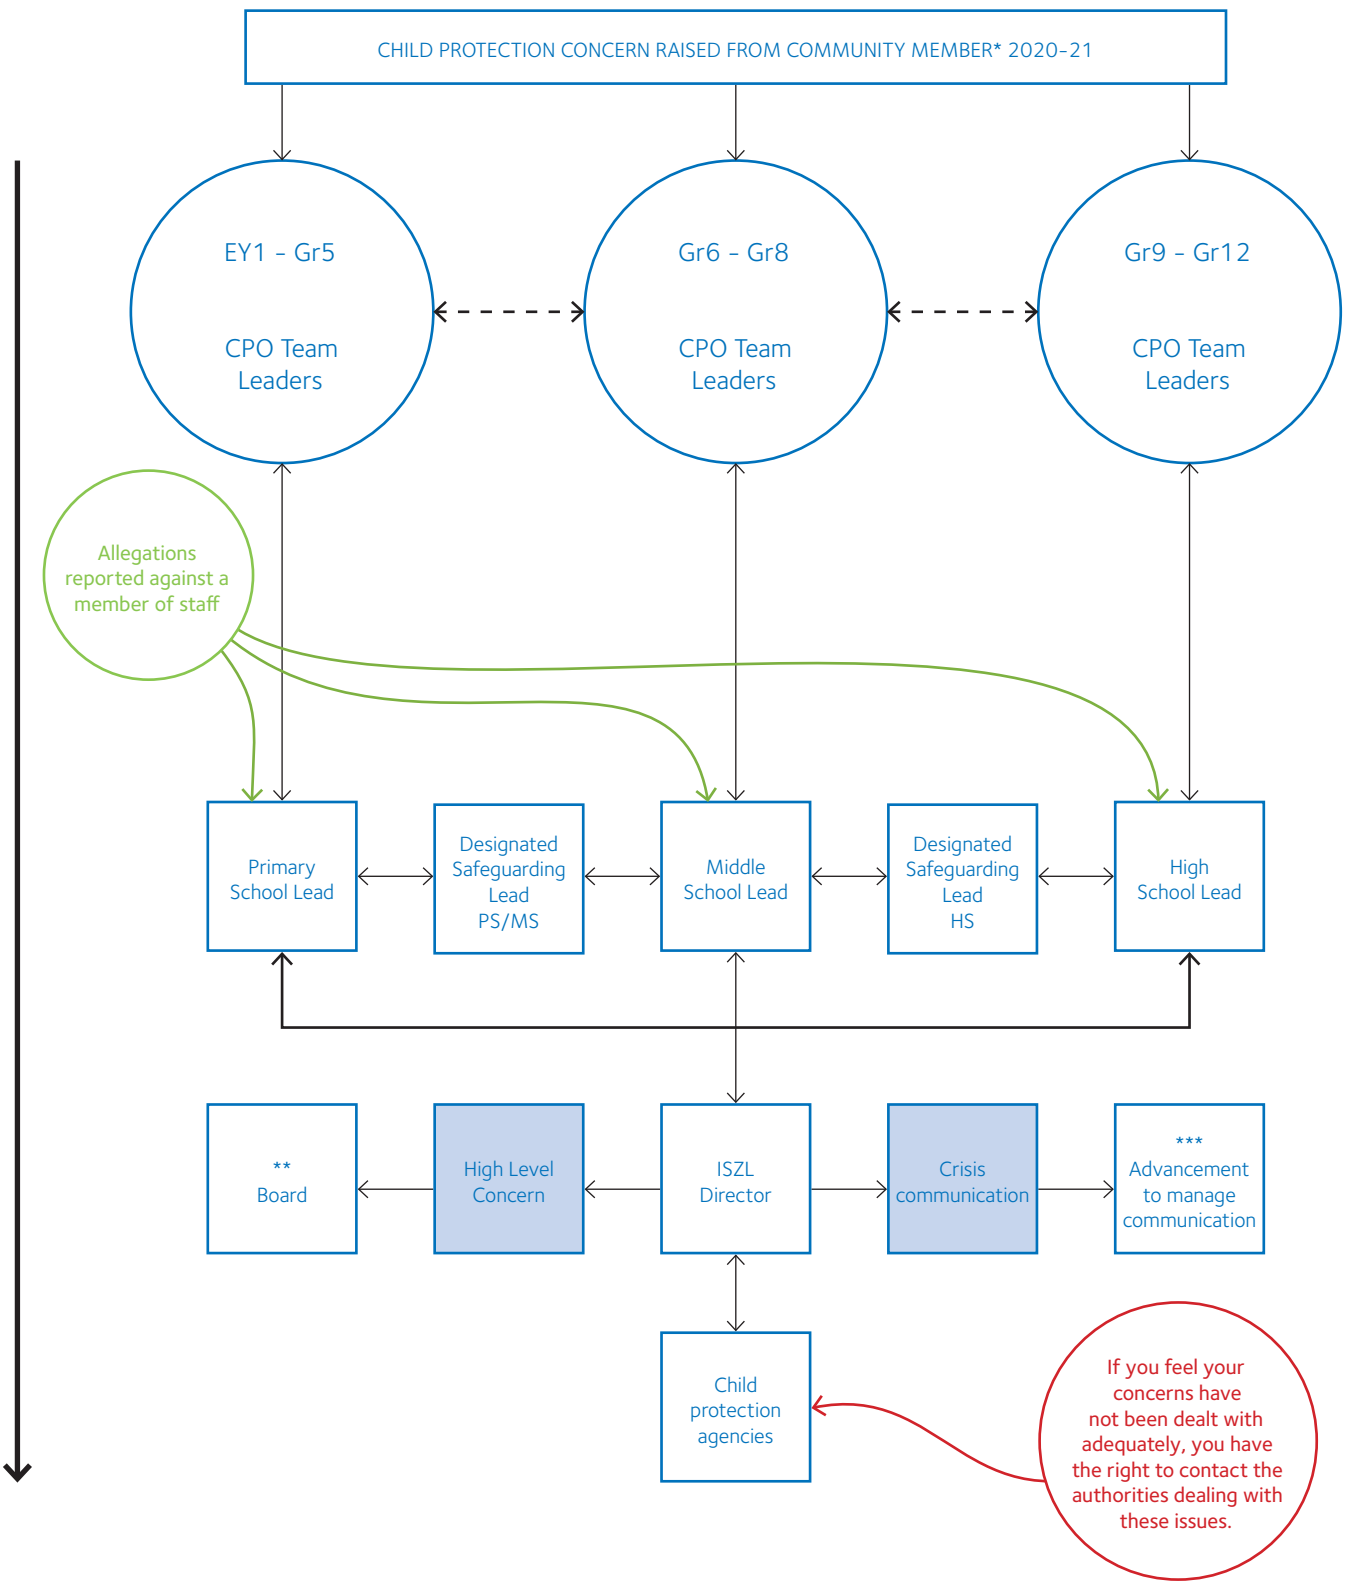 CHILD PROTECTION CONCERN RAISED FROM COMMUNITY MEMBER* 2020-21
EY1 - Gr5
CPO Team
Leaders
Gr6 - Gr8
CPO Team
Leaders
Gr9 - Gr12
CPO Team
Leaders
Allegations
reported against a
member of staff
Primary
School Lead
Designated
Safeguarding
Lead
PS/MS
Middle
School Lead
Designated
Safeguarding
Lead
HS
High
School Lead
**
Board
High Level
Concern
ISZL
Director
Crisis
communication
***
Advancement
to manage
communication
Child
protection
agencies
If you feel your
concerns have
not been dealt with
adequately, you have
the right to contact the
authorities dealing with
these issues.